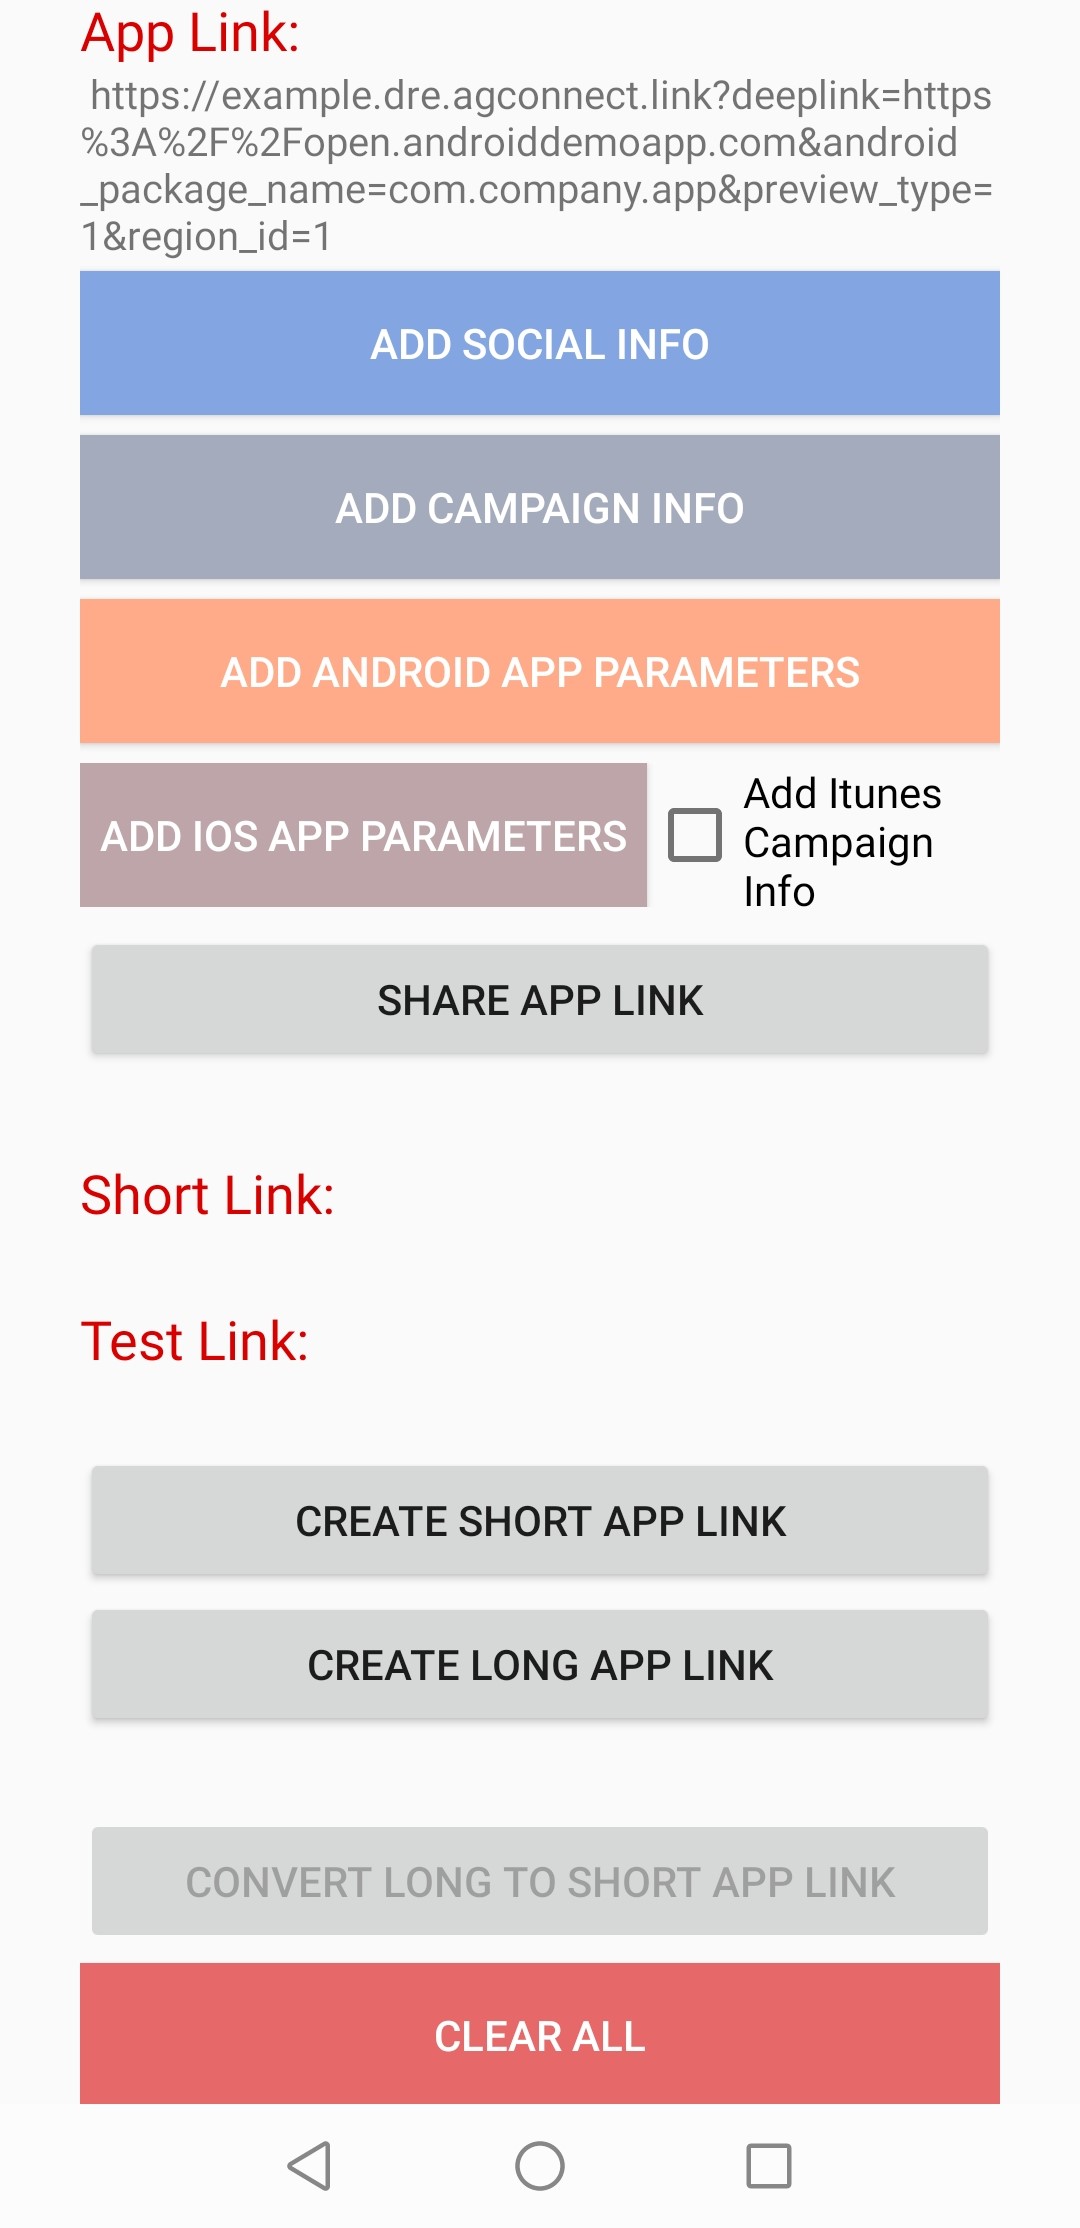 App Link:
https://example.dre.agconnect.link?deeplink=https
%3A%2F%2Fopen.androiddemoapp.com&android
_package_name=com.company.app&preview_type=
1&region_id=1
ADD SOCIAL INFO
ADD CAMPAIGN INFO
ADD ANDROID APP PARAMETERS
ADD IOS APP PARAMETERS
Add Itunes
Campaign
Info
SHARE APP LINK
Short Link:
Test Link:
CREATE SHORT APP LINK
CREATE LONG APP LINK
CONVERT LONG TO SHORT APP LINK
CLEAR ALL